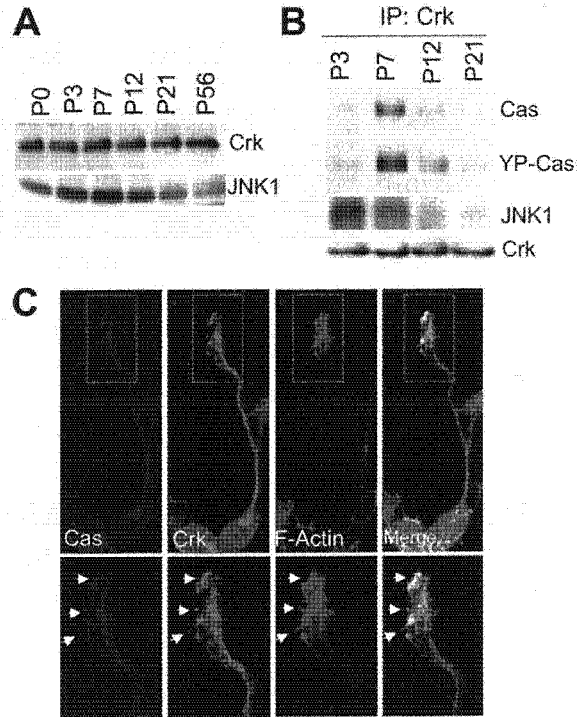 A
P0 P3 P7 P12 P21 P56
Crk
JNK1
B
IP: Crk
P3 P7 P12 P21
Cas
YP-Cas
JNK1
Crk
C
Cas Crk F-Actin Merge